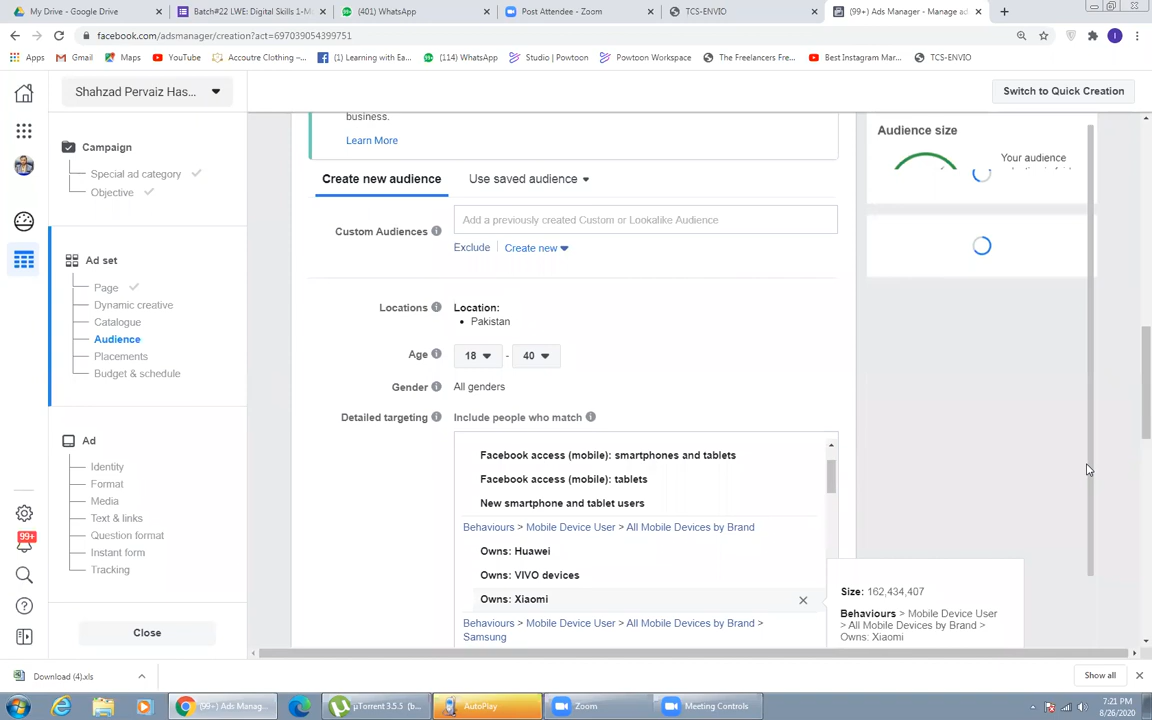 My Drive - Google Drive
Batch#22 LWE: Digital Skills 1-M
(401) WhatsApp
Post Attendee - Zoom
TCS-ENVIO
(99+) Ads Manager - Manage ad
facebook.com/adsmanager/creation?act=697039054399751
Apps
Gmail
Maps
YouTube
Accoutre Clothing –...
(1) Learning with Ea...
(114) WhatsApp
Studio | Powtoon
Powtoon Workspace
The Freelancers Fre...
Best Instagram Mar...
TCS-ENVIO
Shahzad Pervaiz Has...
Switch to Quick Creation
Campaign
Special ad category
Objective
Ad set
Page
Dynamic creative
Catalogue
Audience
Placements
Budget & schedule
Ad
Identity
Format
Media
Text & links
Question format
Instant form
Tracking
Close
99+
business.
Learn More
Create new audience
Use saved audience
Custom Audiences
Add a previously created Custom or Lookalike Audience
Exclude
Create new
Locations
Location:
• Pakistan
Age
18 - 40
Gender
All genders
Detailed targeting
Include people who match
Facebook access (mobile): smartphones and tablets
Facebook access (mobile): tablets
New smartphone and tablet users
Behaviours > Mobile Device User > All Mobile Devices by Brand
Owns: Huawei
Owns: VIVO devices
Owns: Xiaomi
Behaviours > Mobile Device User > All Mobile Devices by Brand >
Samsung
Audience size
Your audience
Size: 162,434,407
Behaviours > Mobile Device User
> All Mobile Devices by Brand >
Owns: Xiaomi
Download (4).xls
Show all
(99+) Ads Manag...
µTorrent 3.5.5 (b...
AutoPlay
Zoom
Meeting Controls
7:21 PM
8/26/2020